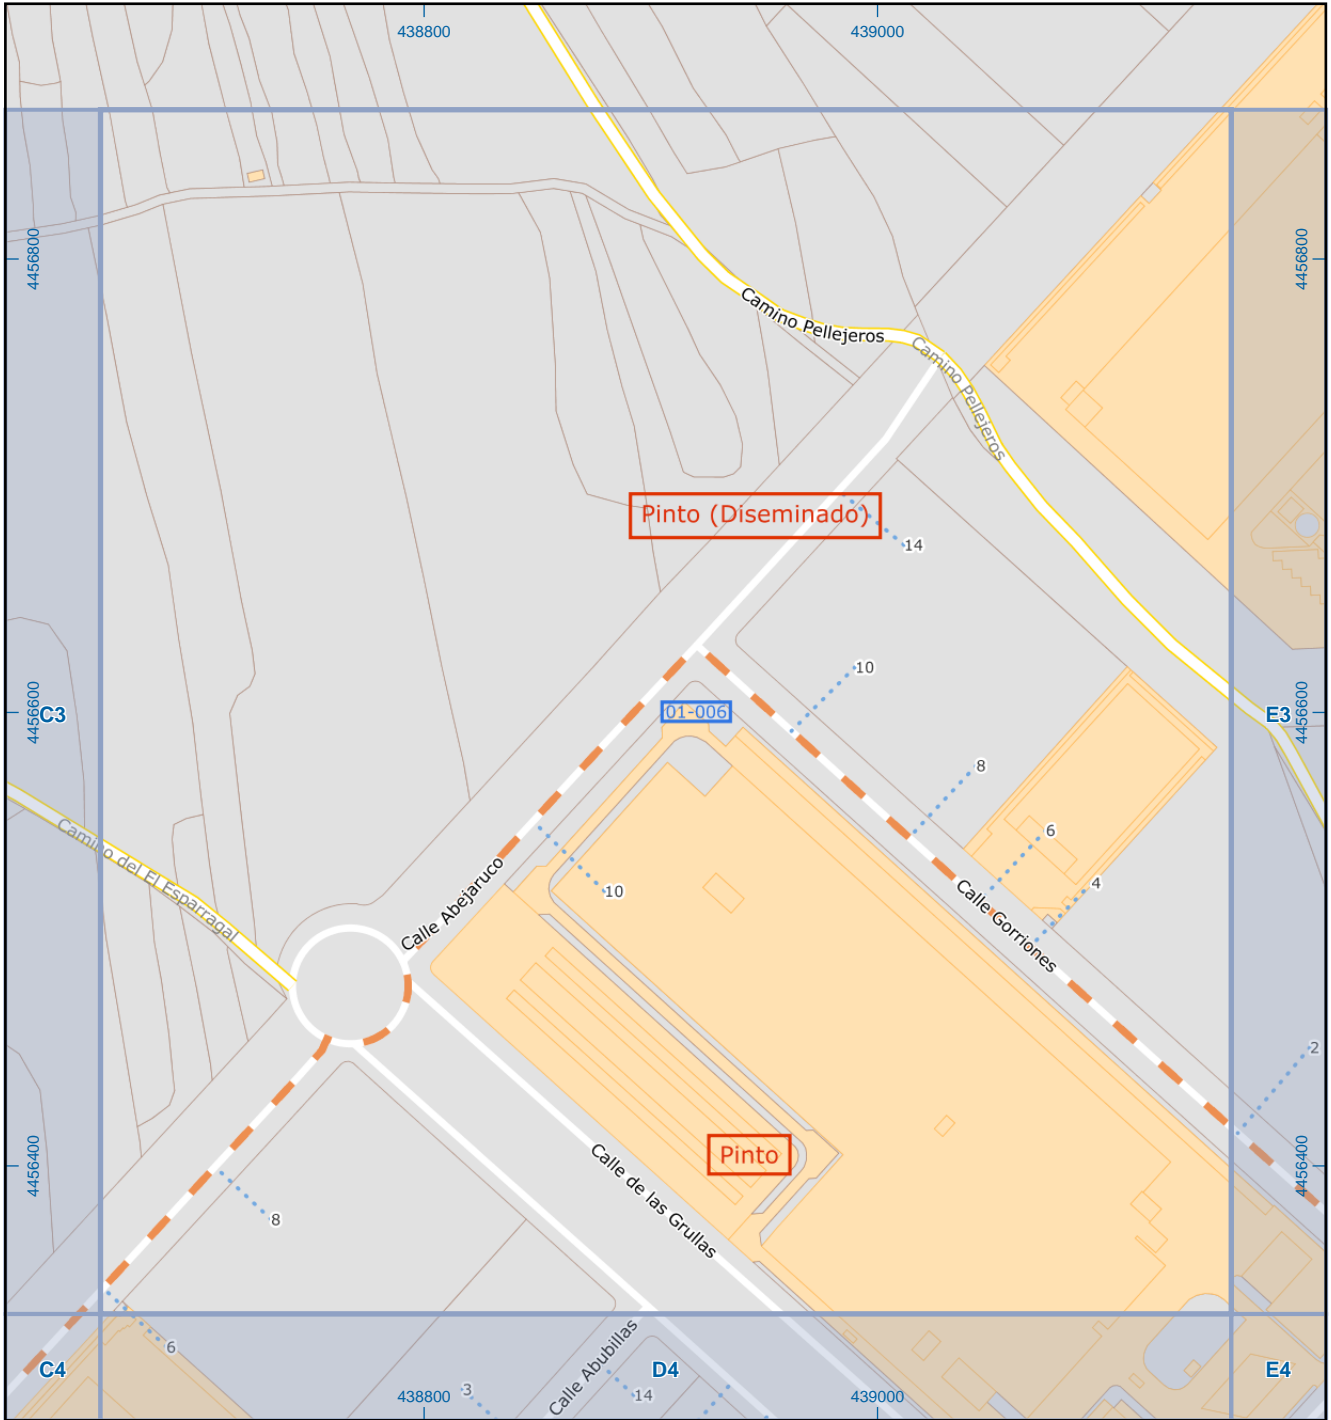 438800
439000
4456800
4456800
Camino Pellejeros
Camino Pellejeros
Pinto (Diseminado)
14
10
01-006
C3
4456600
4456600
E3
8
6
Camino del El Esparragal
Calle Abejaruco
10
4
Calle Gorriones
2
Pinto
4456400
4456400
Calle de las Grullas
8
6
C4
D4
E4
Calle Abubillas
3
14
438800
439000